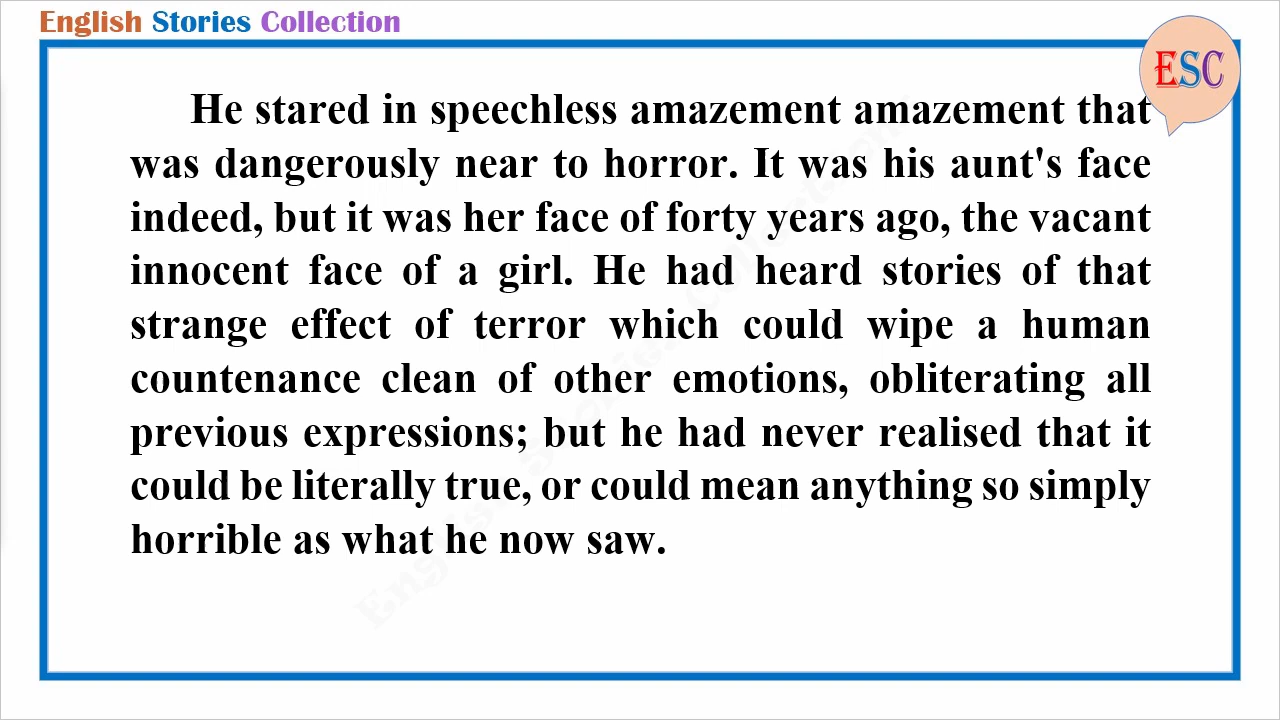 English Stories Collection
ESC
He stared in speechless amazement amazement that
was dangerously near to horror. It was his aunt's face
indeed, but it was her face of forty years ago, the vacant
innocent face of a girl. He had heard stories of that
strange effect of terror which could wipe a human
countenance clean of other emotions, obliterating all
previous expressions; but he had never realised that it
could be literally true, or could mean anything so simply
horrible as what he now saw.
English Stories Collection